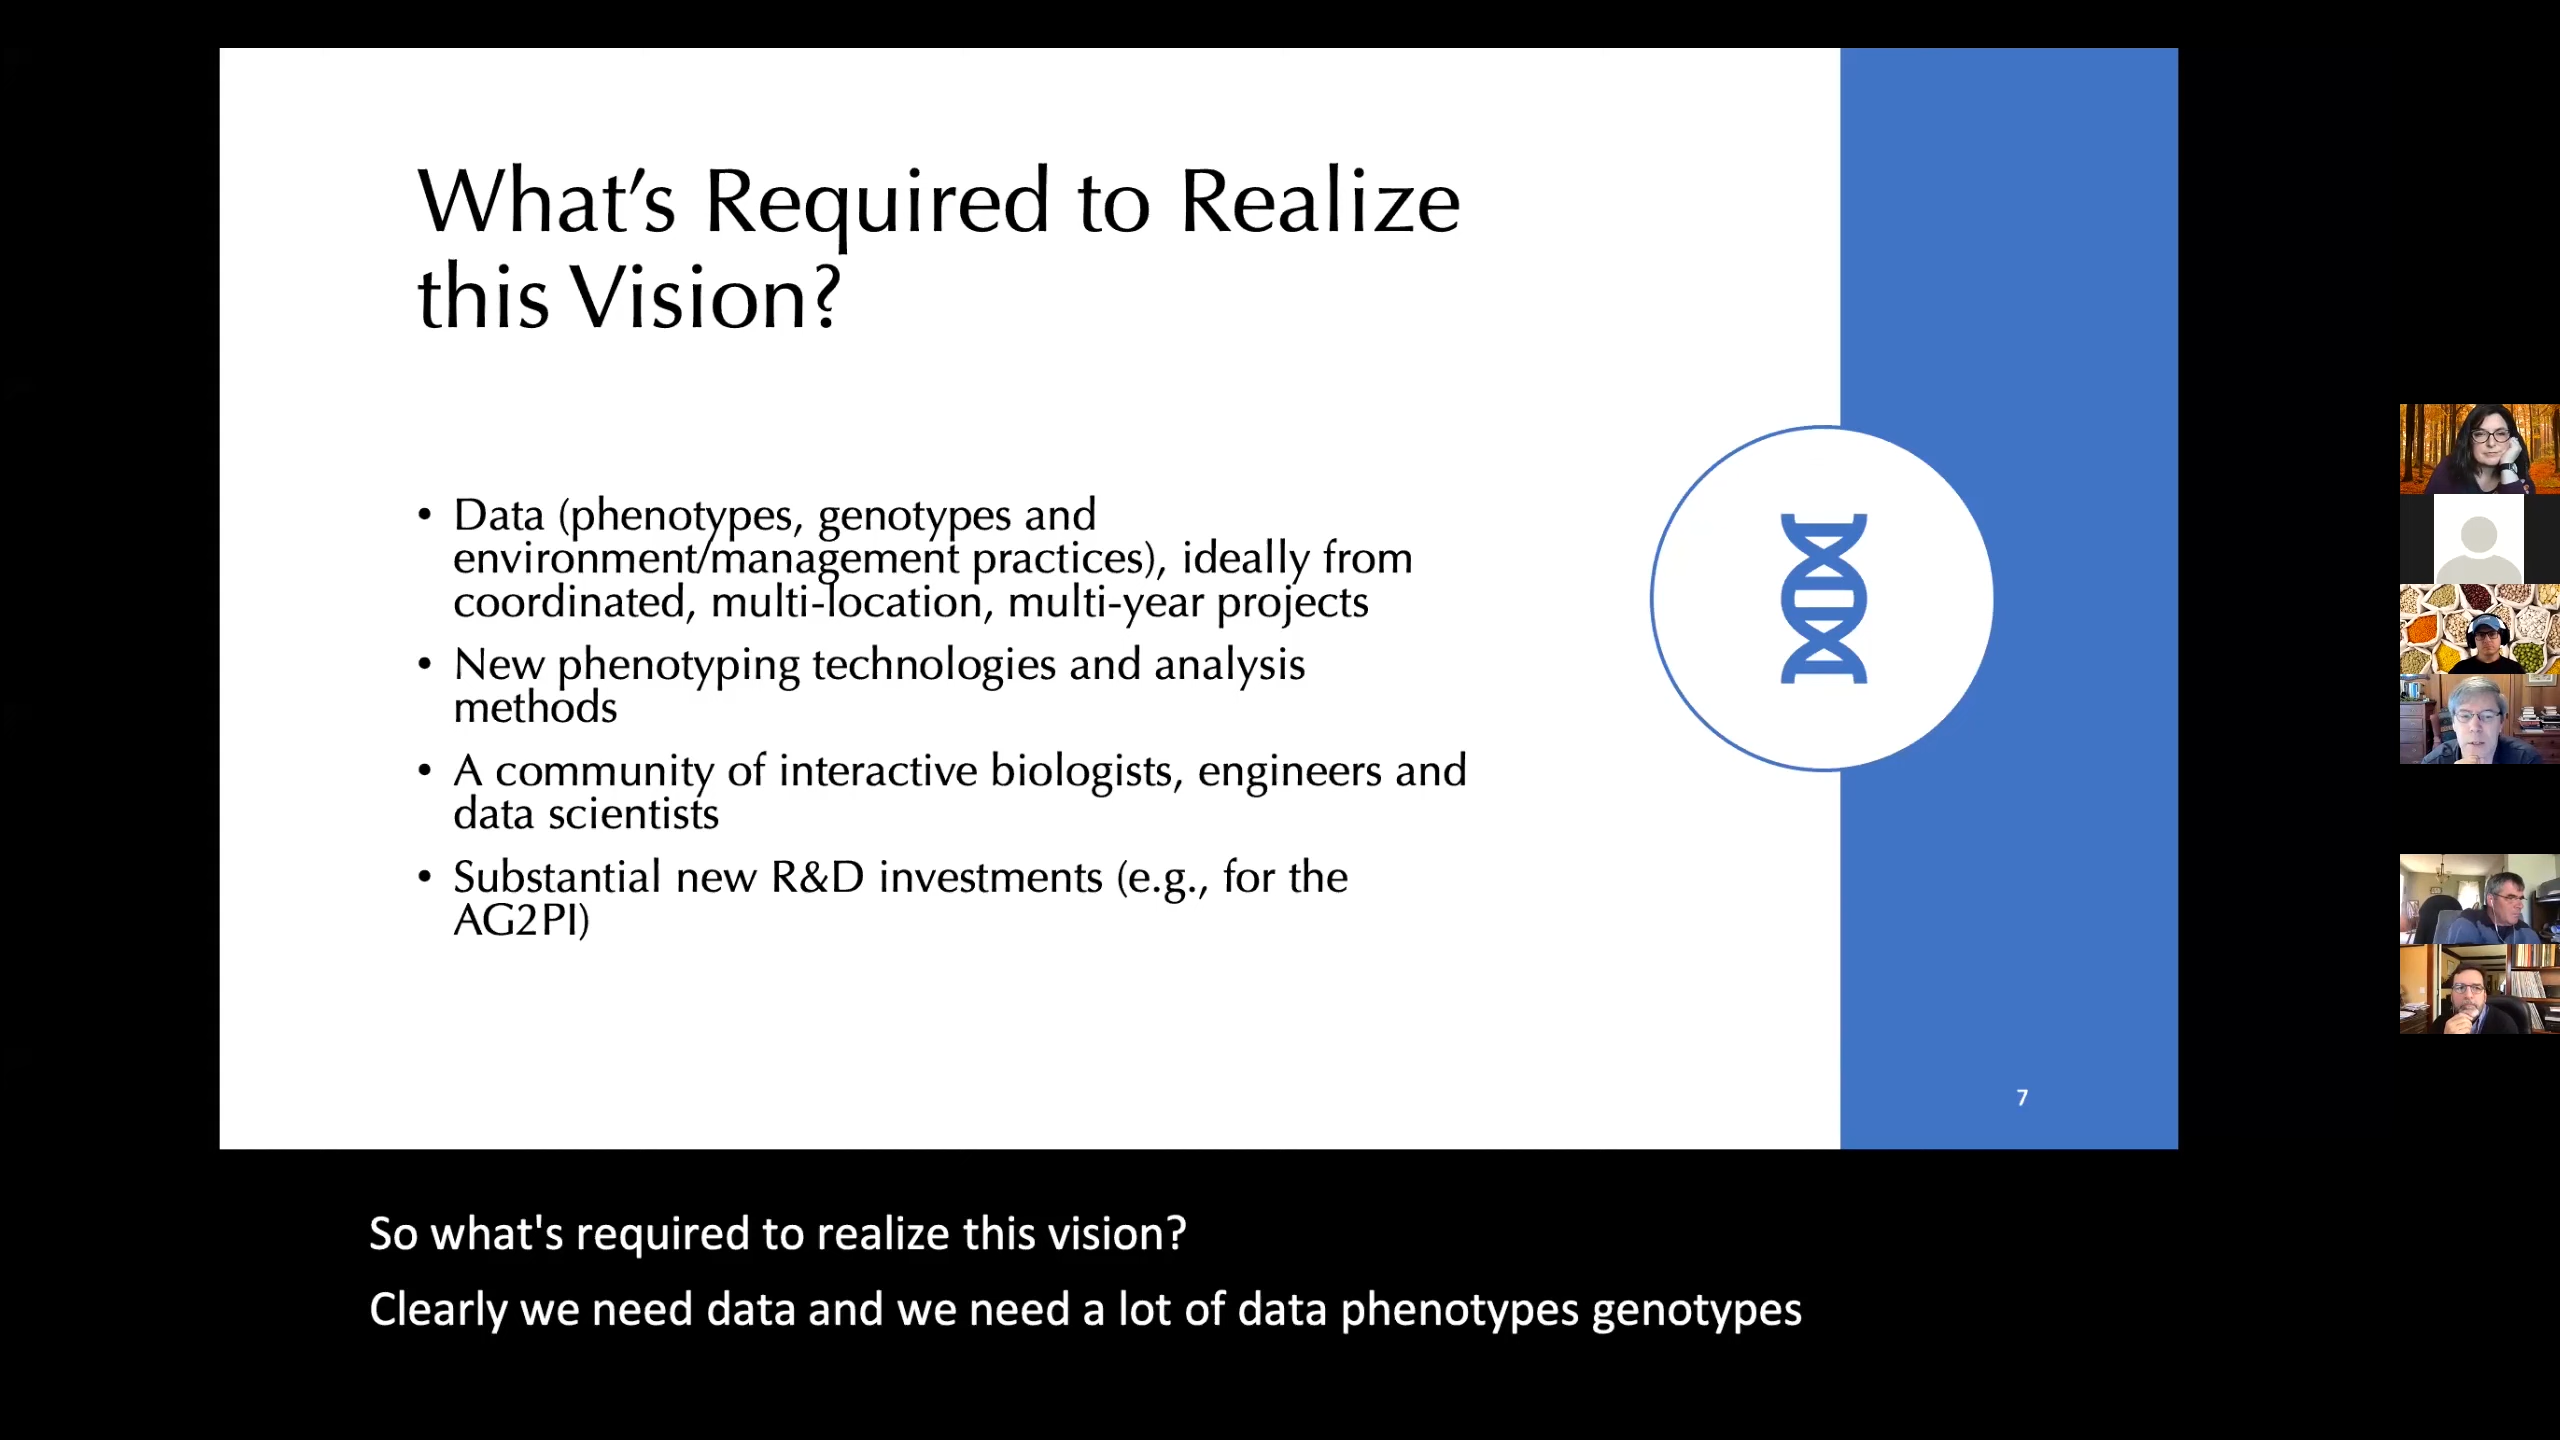 What’s Required to Realize
this Vision?
• Data (phenotypes, genotypes and
environment/management practices), ideally from
coordinated, multi-location, multi-year projects
• New phenotyping technologies and analysis
methods
• A community of interactive biologists, engineers and
data scientists
• Substantial new R&D investments (e.g., for the
AG2PI)
7
So what's required to realize this vision?
Clearly we need data and we need a lot of data phenotypes genotypes